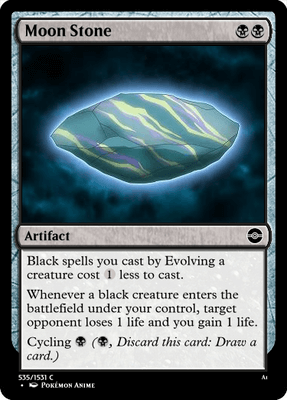 Moon Stone
Artifact
Black spells you cast by Evolving a
creature cost 1 less to cast.
Whenever a black creature enters the
battlefield under your control, target
opponent loses 1 life and you gain 1 life.
Cycling (, Discard this card: Draw a
card.)
535/1531 C
Ai
• Pokémon Anime